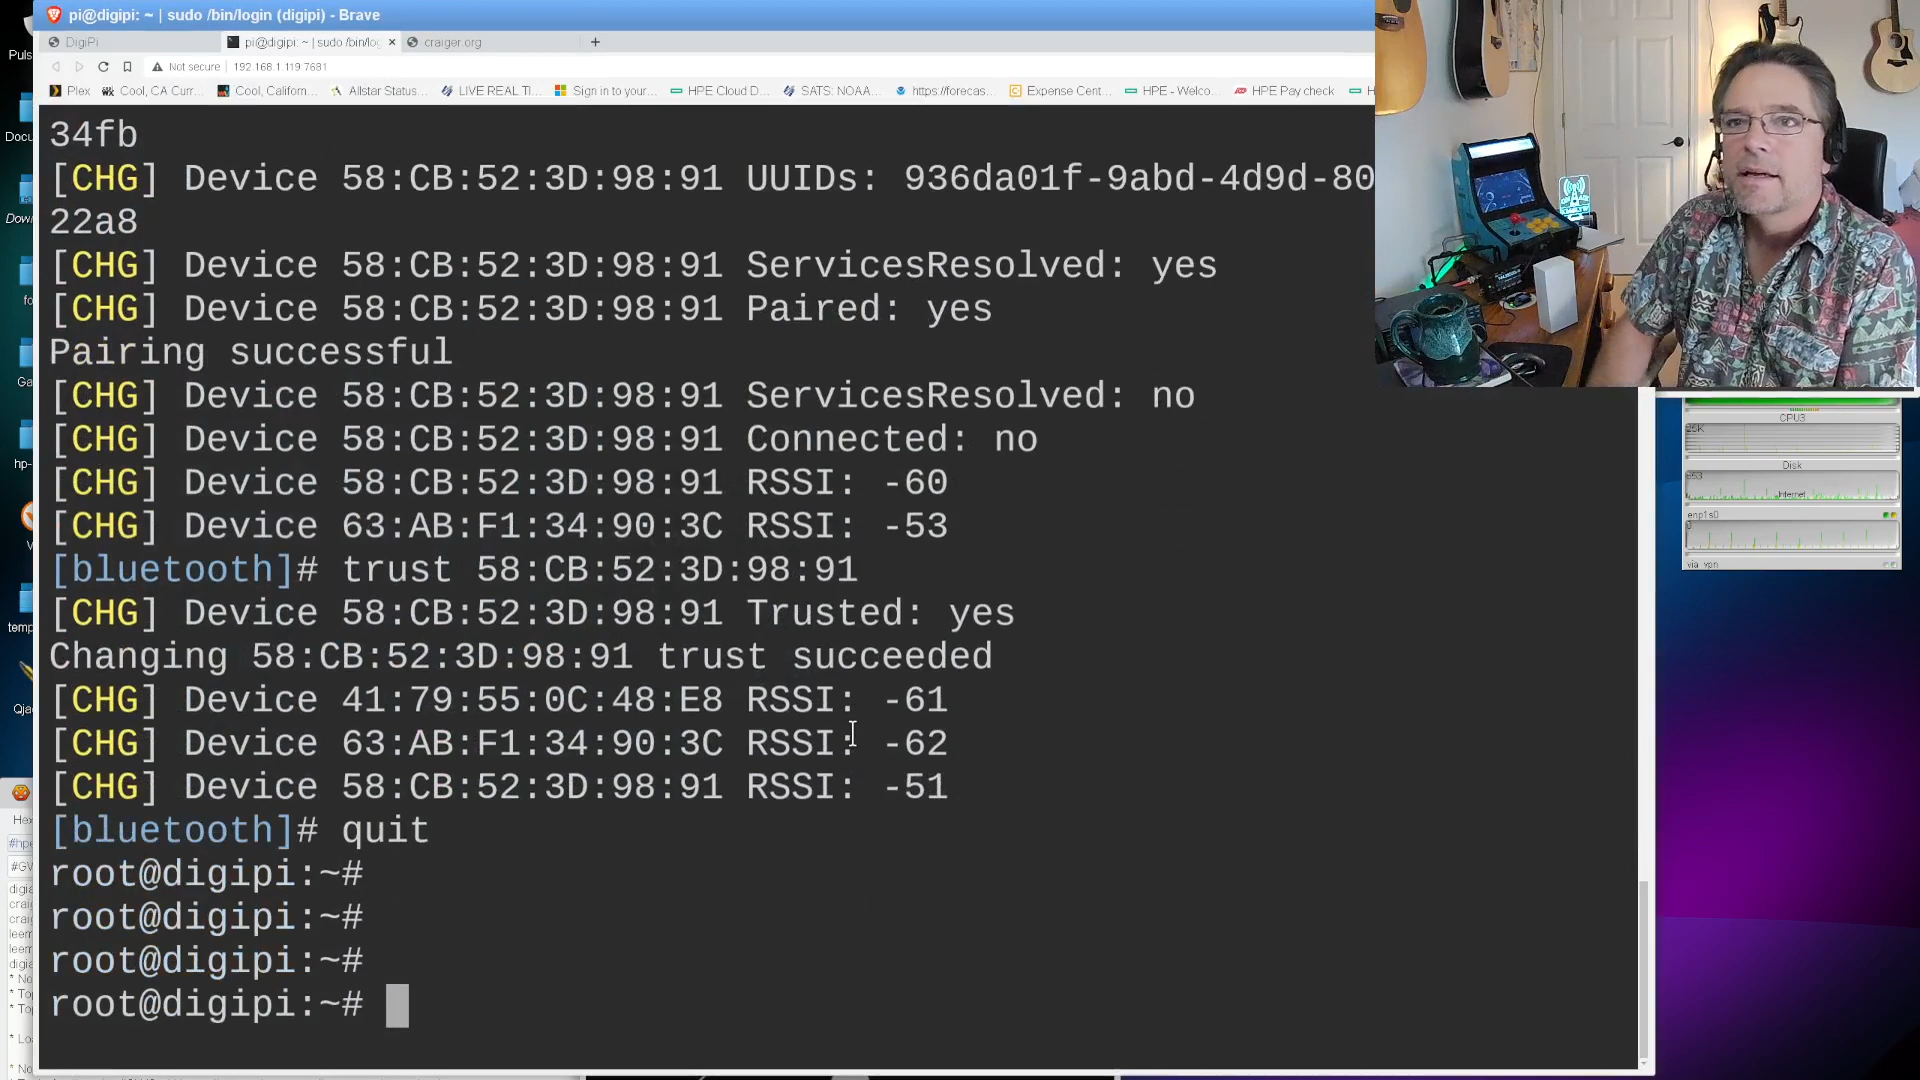 pi@digipi: ~ | sudo /bin/login (digipi) - Brave
DigiPi
pi@digipi: ~ | sudo /bin/log
craiger.org
Not secure 192.168.1.119:7681
Plex
Cool, CA Curr...
Cool, Californ...
Allstar Status...
LIVE REAL TI...
Sign in to your...
HPE Cloud D...
SATS: NOAA...
https://forecas...
Expense Cent...
HPE - Welco...
HPE Pay check
34fb
[CHG] Device 58:CB:52:3D:98:91 UUIDs: 936da01f-9abd-4d9d-80
22a8
[CHG] Device 58:CB:52:3D:98:91 ServicesResolved: yes
[CHG] Device 58:CB:52:3D:98:91 Paired: yes
Pairing successful
[CHG] Device 58:CB:52:3D:98:91 ServicesResolved: no
[CHG] Device 58:CB:52:3D:98:91 Connected: no
[CHG] Device 58:CB:52:3D:98:91 RSSI: -60
[CHG] Device 63:AB:F1:34:90:3C RSSI: -53
[bluetooth]# trust 58:CB:52:3D:98:91
[CHG] Device 58:CB:52:3D:98:91 Trusted: yes
Changing 58:CB:52:3D:98:91 trust succeeded
[CHG] Device 41:79:55:0C:48:E8 RSSI: -61
[CHG] Device 63:AB:F1:34:90:3C RSSI: -62
[CHG] Device 58:CB:52:3D:98:91 RSSI: -51
[bluetooth]# quit
root@digipi:~#
root@digipi:~#
root@digipi:~#
root@digipi:~#
CPU3
Disk
Internet
enp1s0
via vpn